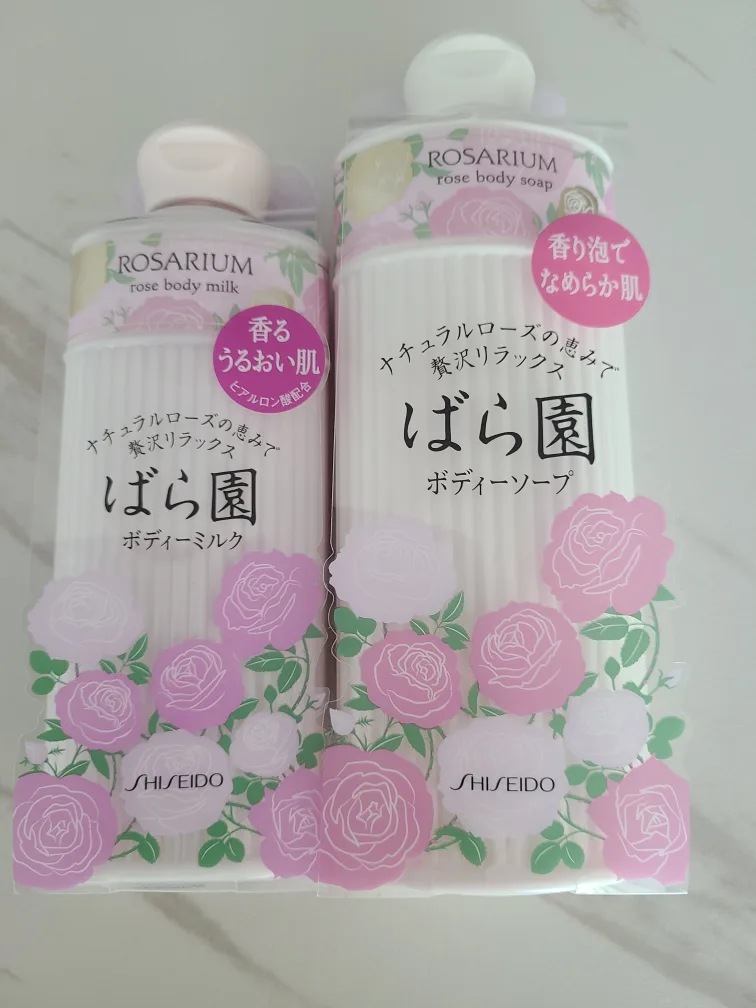 ROSARIUM
rose body milk
香る
うるおい肌
ヒアルロン酸配合
ナチュラルローズの恵みで
贅沢リラックス
ばら園
ボディーミルク
SHISEIDO
ROSARIUM
rose body soap
香り泡で
なめらか肌
ナチュラルローズの恵みで
贅沢リラックス
ばら園
ボディーソープ
SHISEIDO